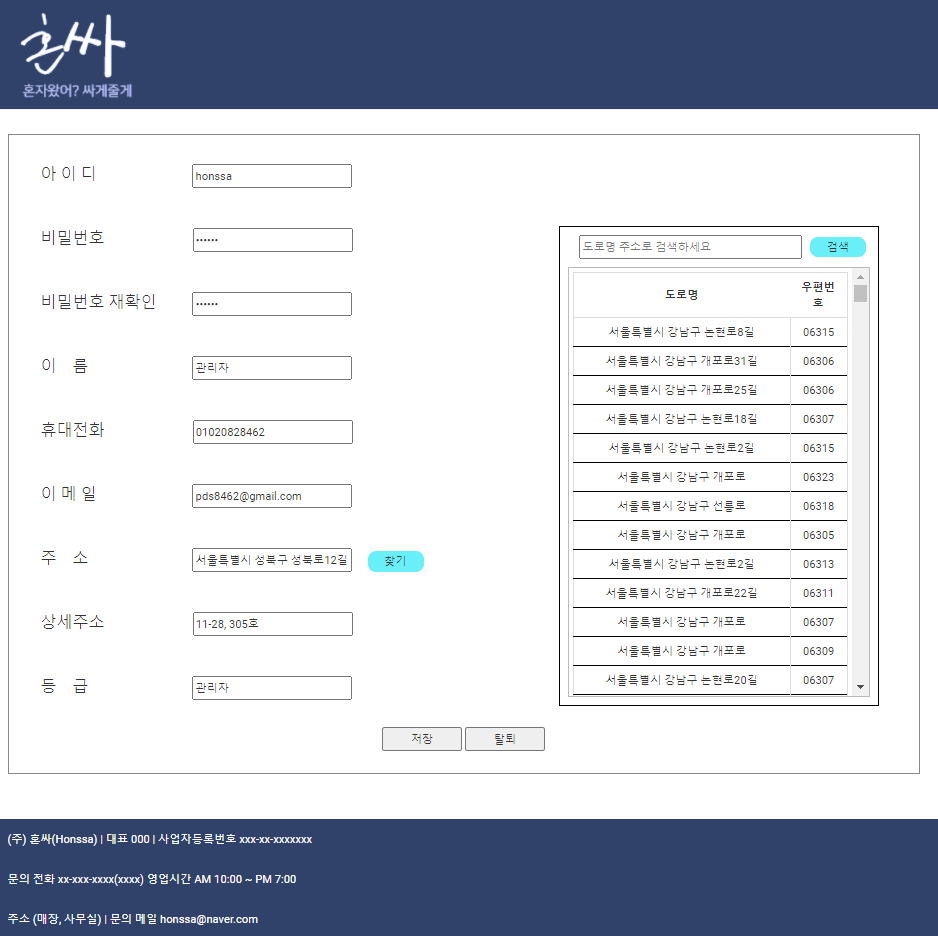 혼싸
혼자왔어? 싸게줄게
아 이 디
honssa
비밀번호
••••••
비밀번호 재확인
••••••
이 름
관리자
휴대전화
01020828462
이 메 일
pds8462@gmail.com
주 소
서울특별시 성북구 성북로12길
찾기
상세주소
11-28, 305호
등 급
관리자
도로명 주소로 검색하세요
검색
도로명 우편번호
서울특별시 강남구 논현로8길 06315
서울특별시 강남구 개포로31길 06306
서울특별시 강남구 개포로25길 06306
서울특별시 강남구 논현로18길 06307
서울특별시 강남구 논현로2길 06315
서울특별시 강남구 개포로 06323
서울특별시 강남구 선릉로 06318
서울특별시 강남구 개포로 06305
서울특별시 강남구 논현로2길 06313
서울특별시 강남구 개포로22길 06311
서울특별시 강남구 개포로 06307
서울특별시 강남구 개포로 06309
서울특별시 강남구 논현로20길 06307
저장 탈퇴
(주) 혼싸(Honssa) | 대표 000 | 사업자등록번호 xxx-xx-xxxxxxx
문의 전화 xx-xxx-xxxx(xxxx) 영업시간 AM 10:00 ~ PM 7:00
주소 (매장, 사무실) | 문의 메일 honssa@naver.com